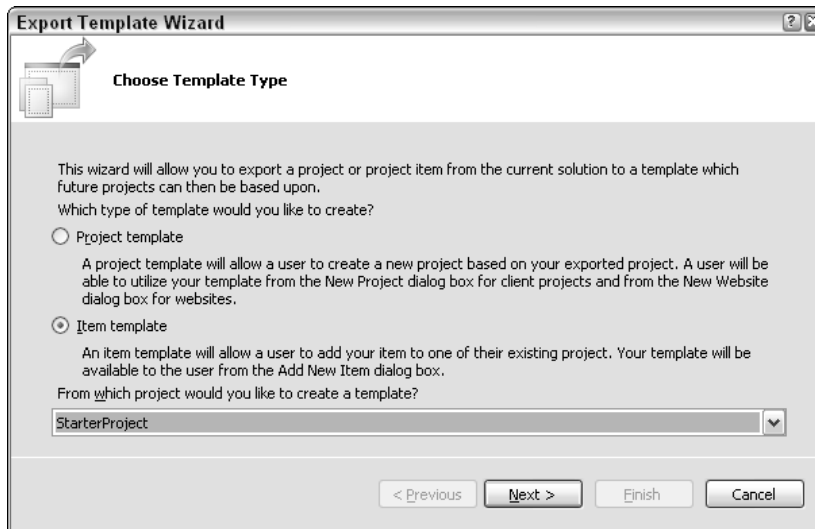 Export Template Wizard
Choose Template Type
This wizard will allow you to export a project or project item from the current solution to a template which
future projects can then be based upon.
Which type of template would you like to create?
Project template
A project template will allow a user to create a new project based on your exported project. A user will be
able to utilize your template from the New Project dialog box for client projects and from the New Website
dialog box for websites.
Item template
An item template will allow a user to add your item to one of their existing project. Your template will be
available to the user from the Add New Item dialog box.
From which project would you like to create a template?
StarterProject
< Previous Next > Finish Cancel